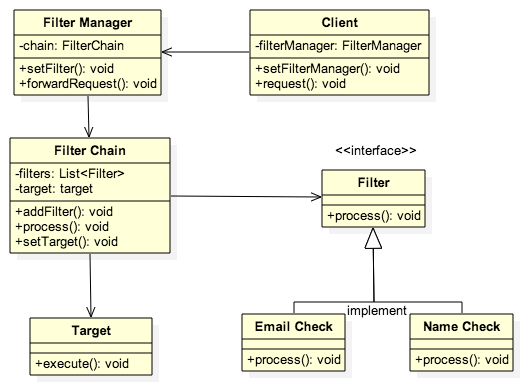 Filter Manager
-chain: FilterChain
+setFilter(): void
+forwardRequest(): void
Client
-filterManager: FilterManager
+setFilterManager(): void
+request(): void
Filter Chain
-filters: List<Filter>
-target: target
+addFilter(): void
+process(): void
+setTarget(): void
<<interface>>
Filter
+process(): void
implement
Target
+execute(): void
Email Check
+process(): void
Name Check
+process(): void